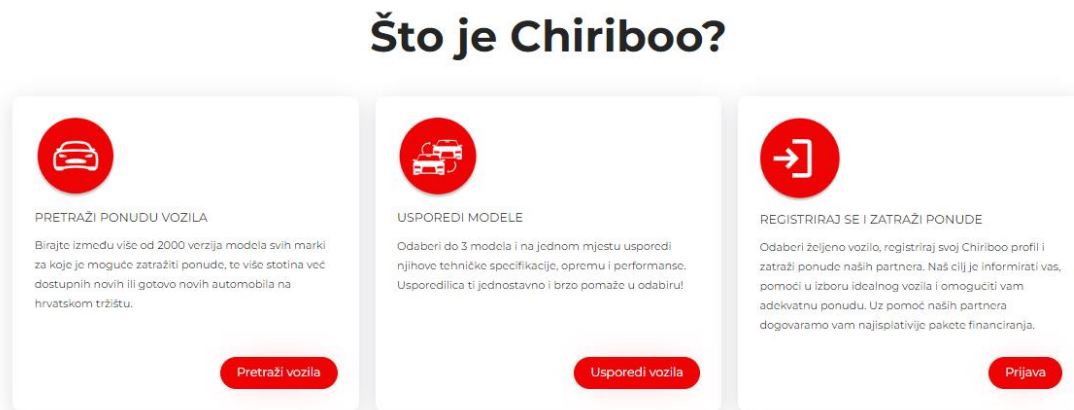 Što je Chiriboo?
PRETRAŽI PONUDU VOZILA
Birajte između više od 2000 verzija modela svih marki
za koje je moguće zatražiti ponude, te više stotina već
dostupnih novih ili gotovo novih automobila na
hrvatskom tržištu.
Pretraži vozila
USPOREDI MODELE
Odaberi do 3 modela i na jednom mjestu usporedi
njihove tehničke specifikacije, opremu i performanse.
Usporedilica ti jednostavno i brzo pomaže u odabiru!
Usporedi vozila
REGISTRIRAJ SE I ZATRAŽI PONUDE
Odaberi željeno vozilo, registriraj svoj Chiriboo profil i
zatraži ponude naših partnera. Naš cilj je informirati vas,
pomoći u izboru idealnog vozila i omogućiti vam
adekvatnu ponudu. Uz pomoć naših partnera
dogovaramo vam najisplativije pakete financiranja.
Prijava